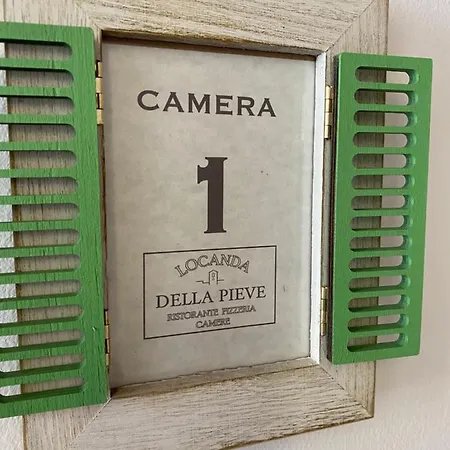 CAMERA
1
LOCANDA
DELLA PIEVE
RISTORANTE PIZZERIA
CAMERE